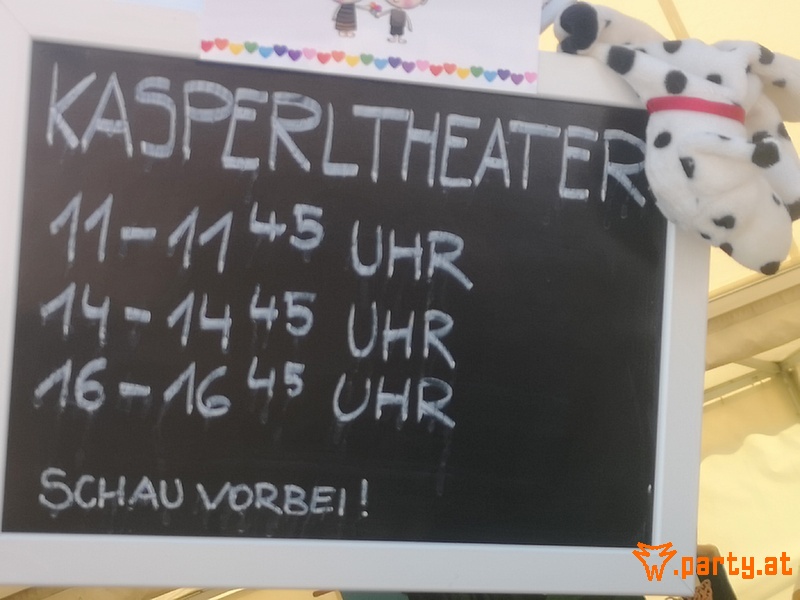 KASPERLTHEATER
11-11 45 UHR
14-14 45 UHR
16-16 45 UHR
SCHAU VORBEI!
W.party.at